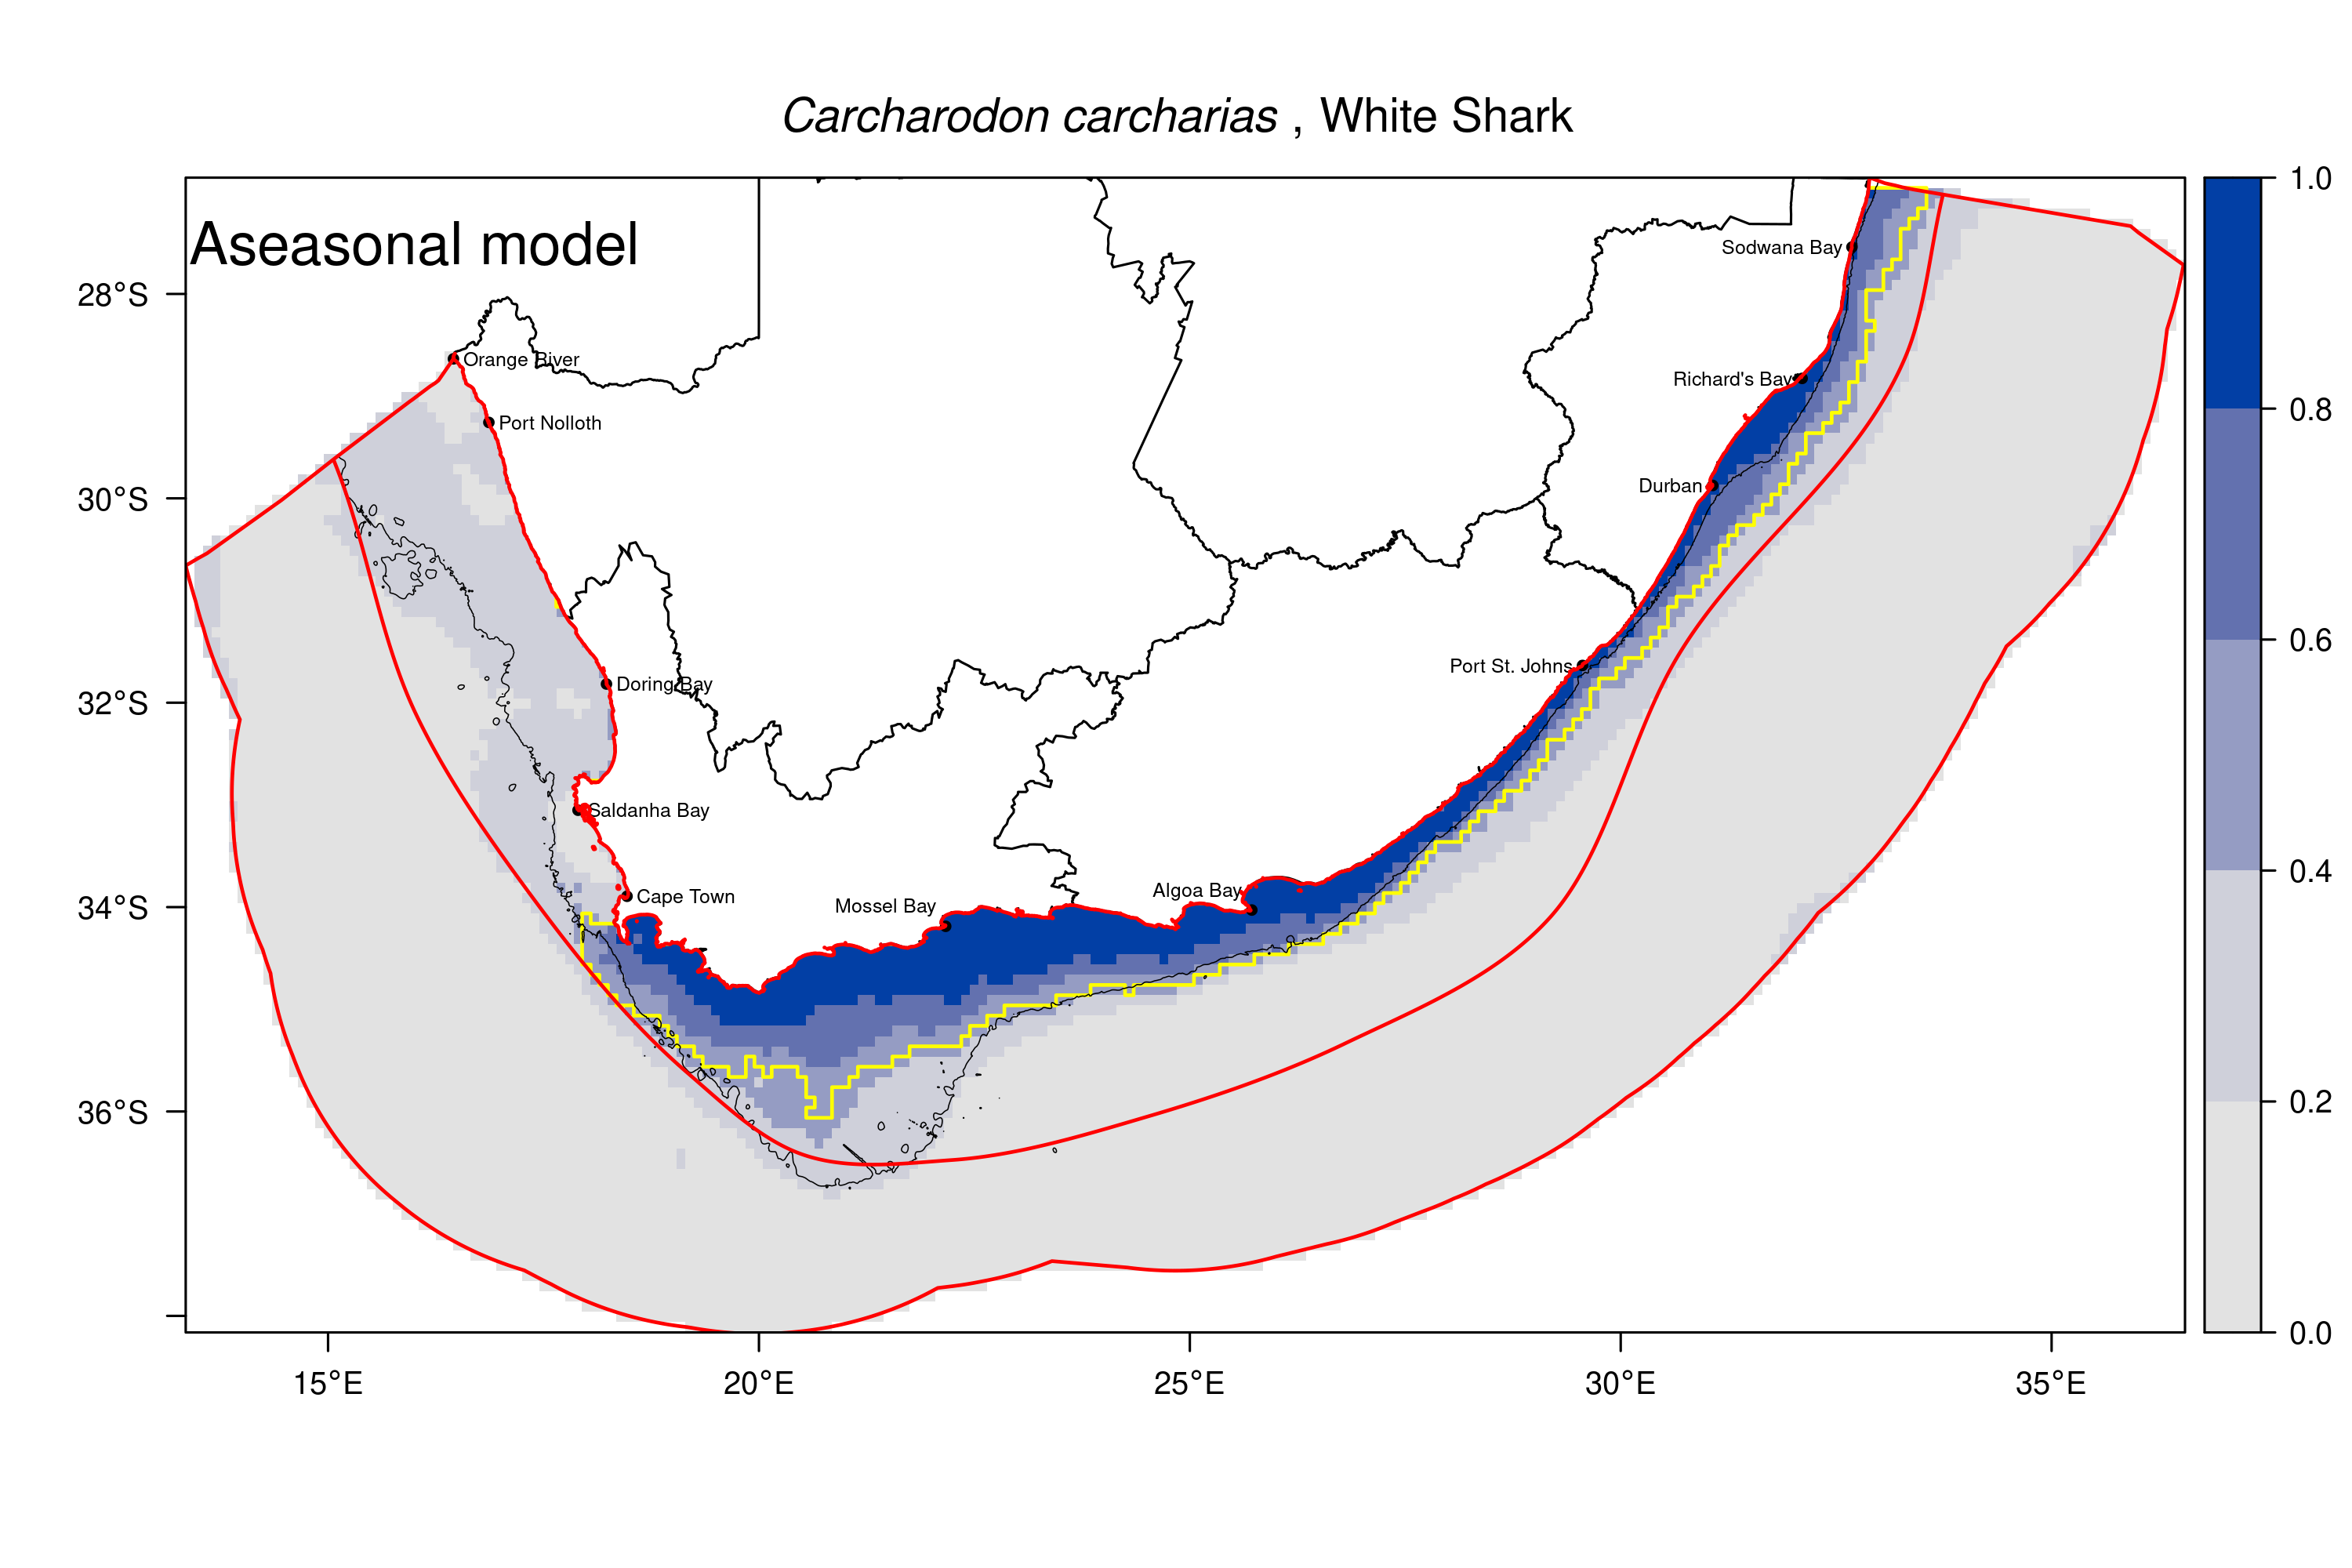 Carcharodon carcharias , White Shark
Aseasonal model
1.0
0.8
0.6
0.4
0.2
0.0
28°S
30°S
32°S
34°S
36°S
15°E
20°E
25°E
30°E
35°E
Sodwana Bay
Orange River
Richard's Bay
Port Nolloth
Durban
Port St. Johns
Doring Bay
Saldanha Bay
Algoa Bay
Cape Town
Mossel Bay